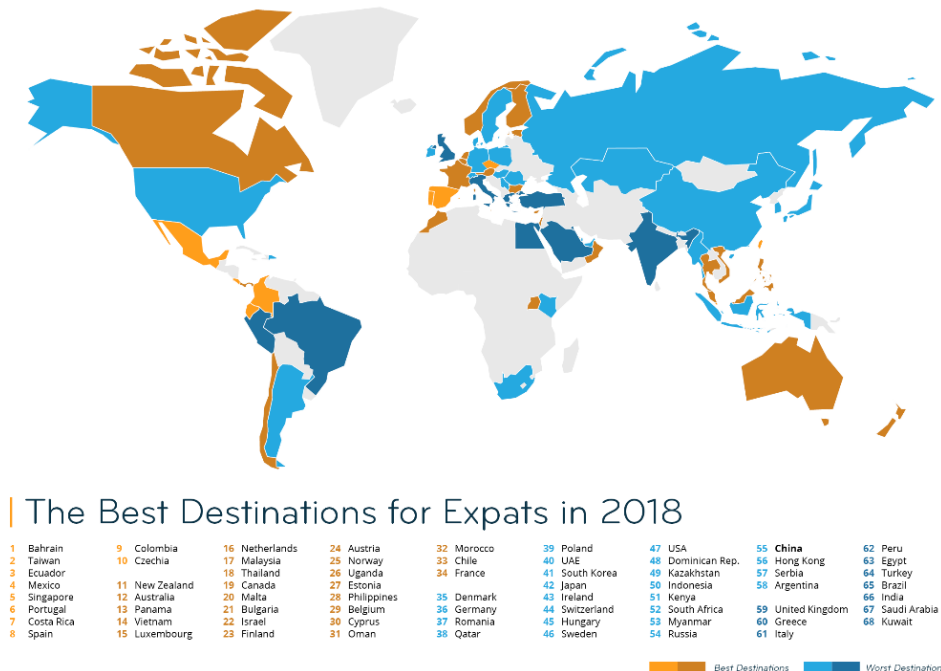 The Best Destinations for Expats in 2018
1 Bahrain
2 Taiwan
3 Ecuador
4 Mexico
5 Singapore
6 Portugal
7 Costa Rica
8 Spain
9 Colombia
10 Czechia
11 New Zealand
12 Australia
13 Panama
14 Vietnam
15 Luxembourg
16 Netherlands
17 Malaysia
18 Thailand
19 Canada
20 Malta
21 Bulgaria
22 Israel
23 Finland
24 Austria
25 Norway
26 Uganda
27 Estonia
28 Philippines
29 Belgium
30 Cyprus
31 Oman
32 Morocco
33 Chile
34 France
35 Denmark
36 Germany
37 Romania
38 Qatar
39 Poland
40 UAE
41 South Korea
42 Japan
43 Ireland
44 Switzerland
45 Hungary
46 Sweden
47 USA
48 Dominican Rep.
49 Kazakhstan
50 Indonesia
51 Kenya
52 South Africa
53 Myanmar
54 Russia
55 China
56 Hong Kong
57 Serbia
58 Argentina
59 United Kingdom
60 Greece
61 Italy
62 Peru
63 Egypt
64 Turkey
65 Brazil
66 India
67 Saudi Arabia
68 Kuwait
Best Destinations
Worst Destination